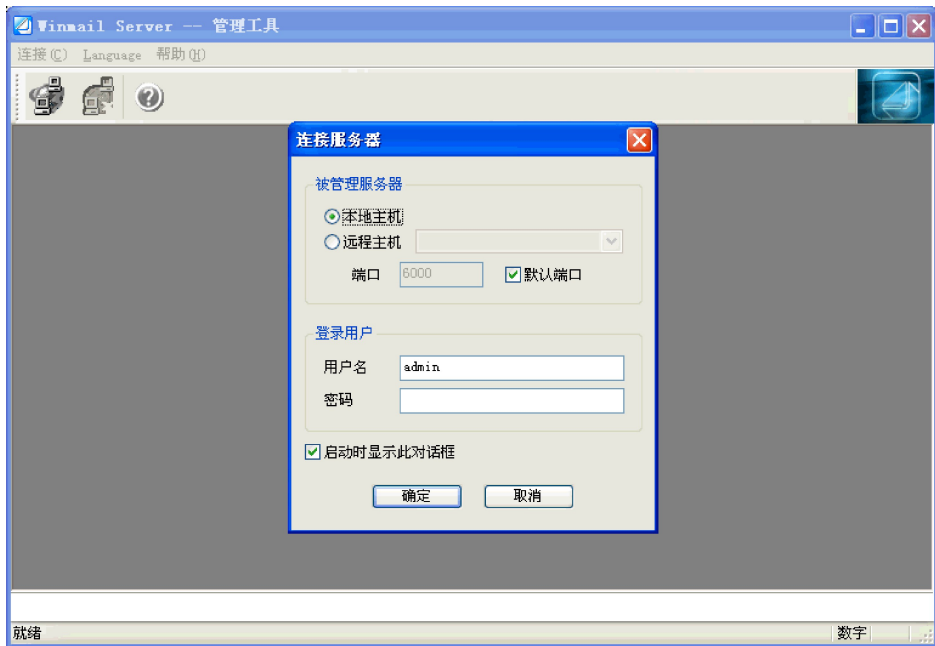 Winmail Server -- 管理工具
连接(C) Language 帮助(H)
连接服务器
被管理服务器
本地主机
远程主机
端口 6000 默认端口
登录用户
用户名 admin
密码
启动时显示此对话框
确定 取消
就绪 数字